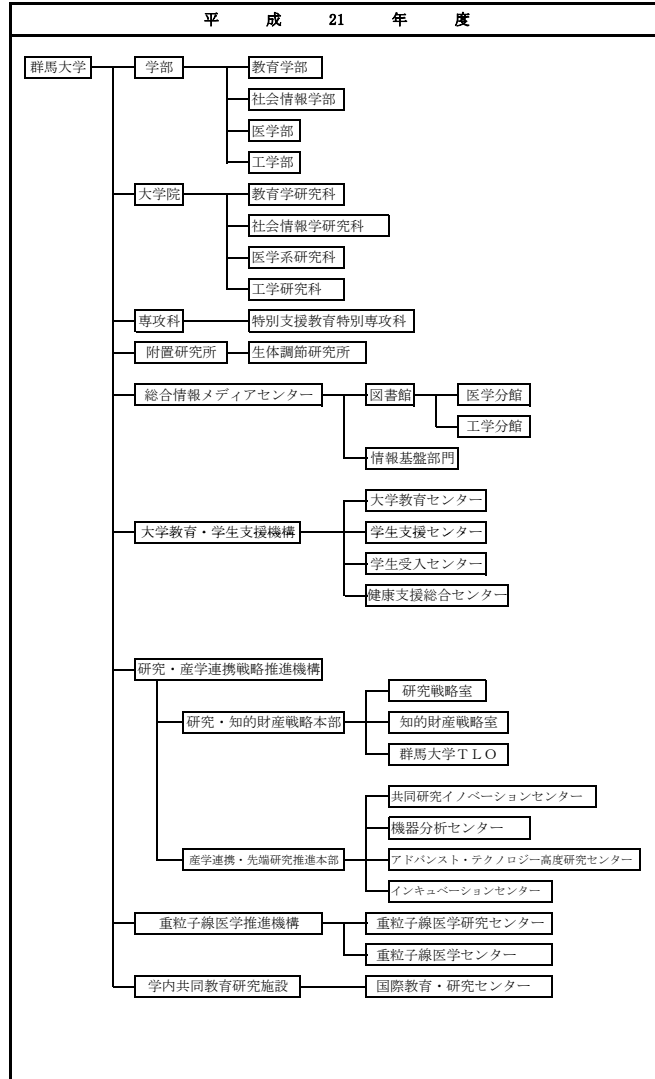 平成21年度
群馬大学 学部 教育学部
社会情報学部
医学部
工学部
大学院 教育学研究科
社会情報学研究科
医学系研究科
工学研究科
専攻科 特別支援教育特別専攻科
附置研究所 生体調節研究所
総合情報メディアセンター 図書館 医学分館
工学分館
情報基盤部門
大学教育センター
大学教育・学生支援機構 学生支援センター
学生受入センター
健康支援総合センター
研究・産学連携戦略推進機構
研究戦略室
研究・知的財産戦略本部 知的財産戦略室
群馬大学TLO
共同研究イノベーションセンター
機器分析センター
産学連携・先端研究推進本部 アドバンスト・テクノロジー高度研究センター
インキュベーションセンター
重粒子線医学推進機構 重粒子線医学研究センター
重粒子線医学センター
学内共同教育研究施設 国際教育・研究センター